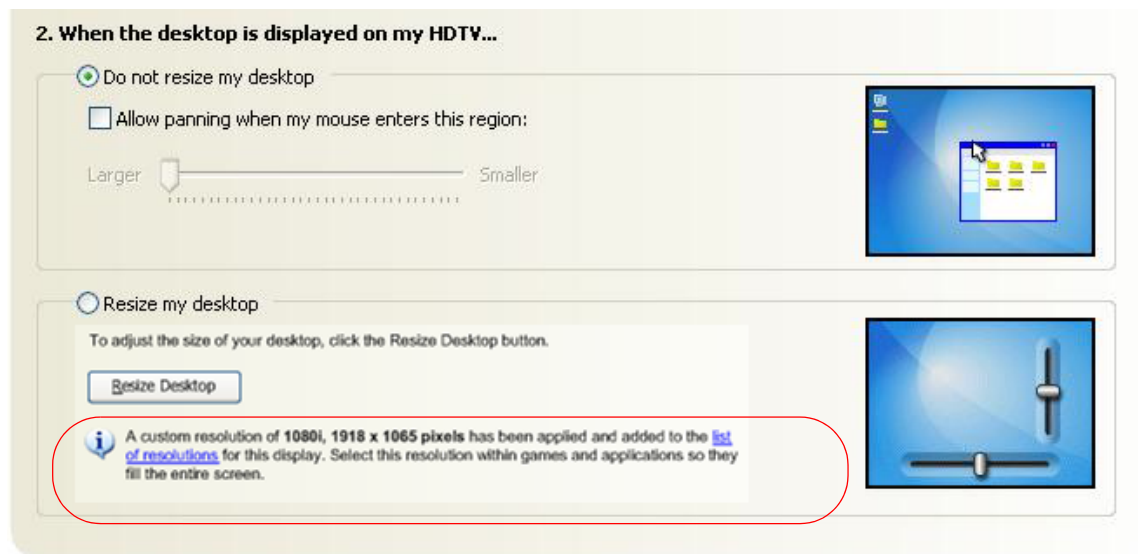 2. When the desktop is displayed on my HDTV...
Do not resize my desktop
Allow panning when my mouse enters this region:
Larger Smaller
Resize my desktop
To adjust the size of your desktop, click the Resize Desktop button.
Resize Desktop
A custom resolution of 1080i, 1918 x 1065 pixels has been applied and added to the list
of resolutions for this display. Select this resolution within games and applications so they
fill the entire screen.